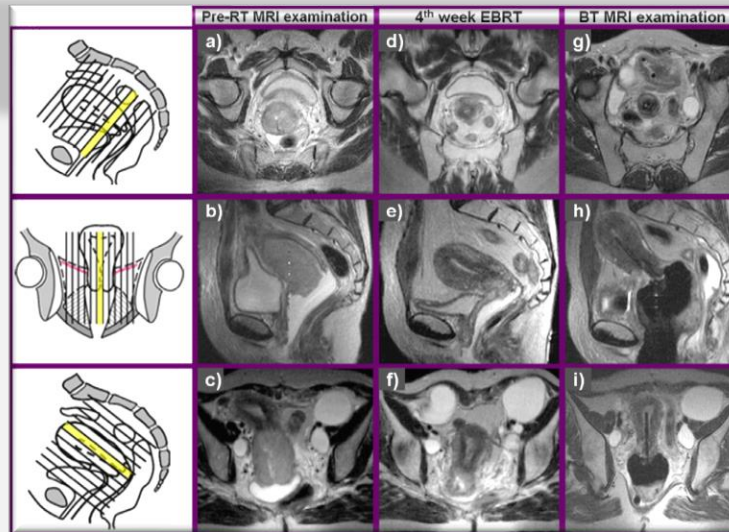 Pre-RT MRI examination
4th week EBRT
BT MRI examination
a)
d)
g)
b)
e)
h)
c)
f)
i)